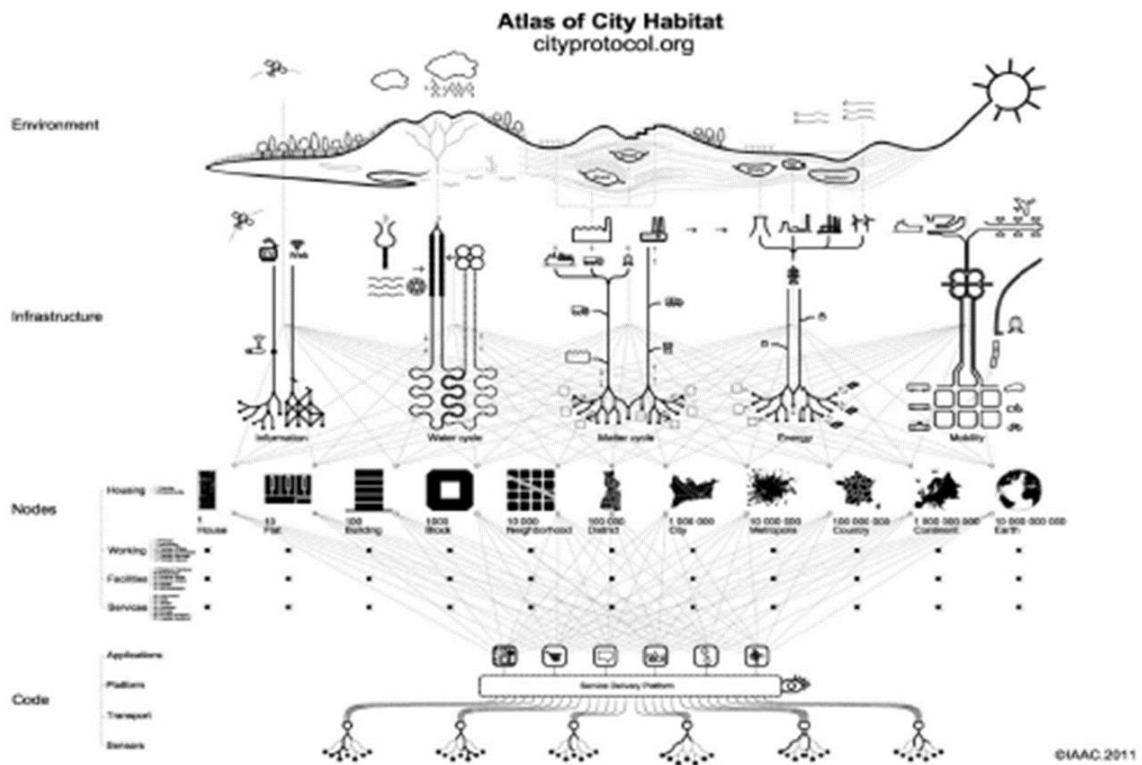 Atlas of City Habitat
cityprotocol.org
Environment
Infrastructure
Web
Information
Water cycle
Matter cycle
Energy
Mobility
Nodes
Housing
1
House
10
Flat
100
Building
1000
Block
10 000
Neighborhood
100 000
District
1 000 000
City
10 000 000
Metropolis
100 000 000
Country
1 000 000 000
Continent
10 000 000 000
Earth
Working
Facilities
Services
Code
Applications
Platform
Service Delivery Platform
Transport
Sensors
©IAAC.2011